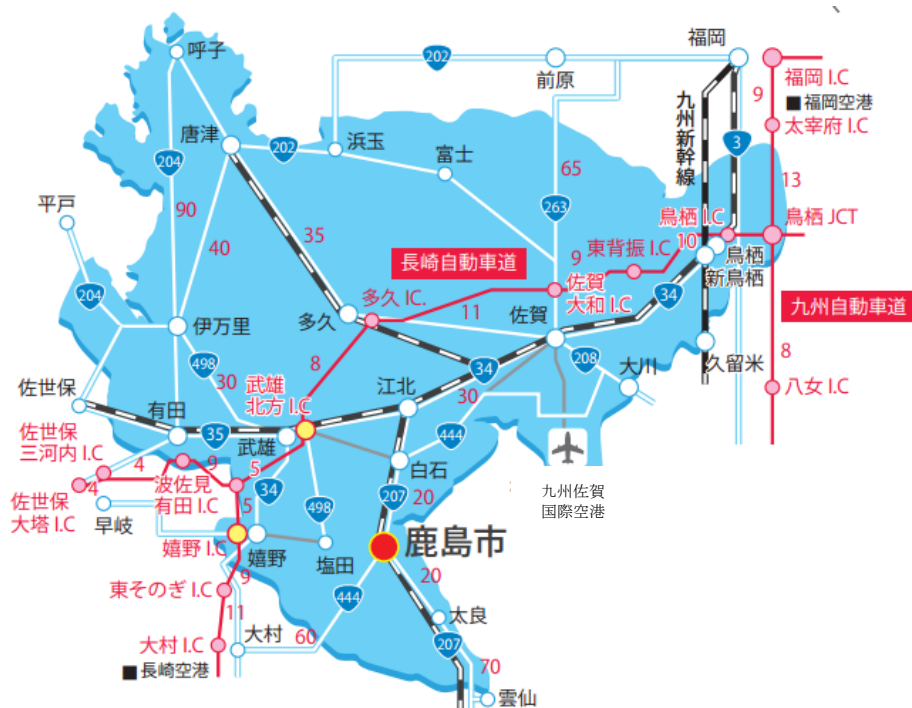 呼子
福岡
202
前原
福岡 I.C
9
■福岡空港
太宰府 I.C
九州新幹線
3
唐津
202
浜玉
富士
204
65
13
263
平戸
90
40
35
鳥栖 I.C
鳥栖 JCT
長崎自動車道
9
東背振 I.C
10
鳥栖
新鳥栖
204
多久 IC.
11
佐賀
大和 I.C
34
九州自動車道
伊万里
多久
佐賀
498
8
208
大川
久留米
8
34
30
武雄
北方 I.C
江北
30
八女 I.C
佐世保
有田
35
武雄
444
佐世保
三河内 I.C
4
9
5
白石
4
波佐見
有田 I.C
5
34
498
207
20
九州佐賀
国際空港
佐世保
大塔 I.C
早岐
嬉野 I.C
嬉野
塩田
鹿島市
9
20
東そのぎ I.C
444
11
太良
大村 I.C
大村
60
207
■長崎空港
70
雲仙